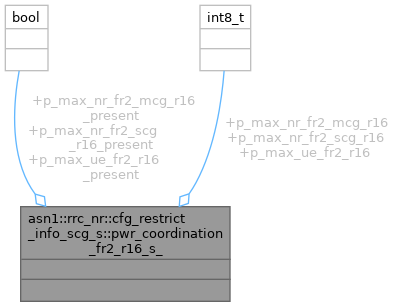 bool
int8_t
+p_max_nr_fr2_mcg_r16
_present
+p_max_nr_fr2_scg
_r16_present
+p_max_ue_fr2_r16
_present
+p_max_nr_fr2_mcg_r16
+p_max_nr_fr2_scg_r16
+p_max_ue_fr2_r16
asn1::rrc_nr::cfg_restrict
_info_scg_s::pwr_coordination
_fr2_r16_s_